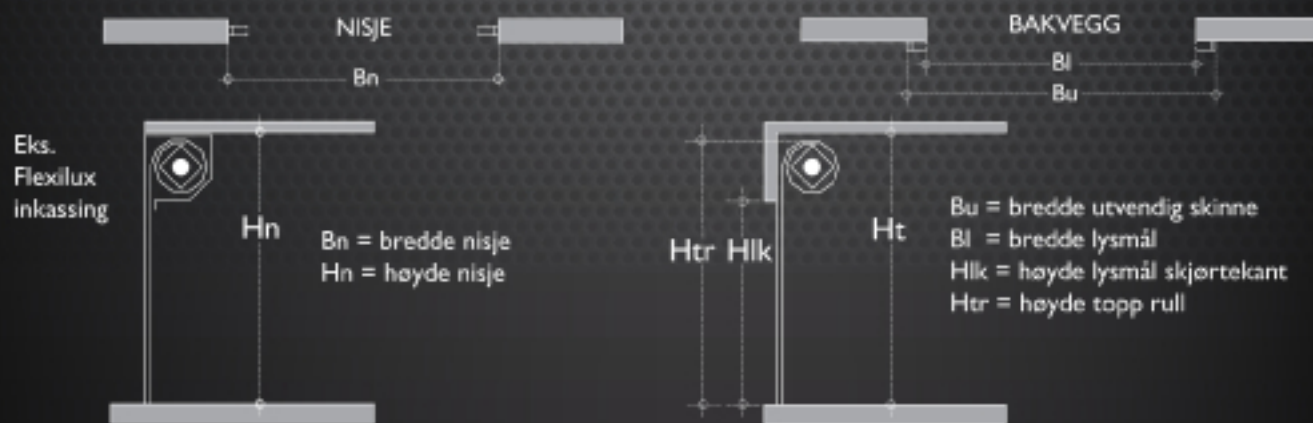 NISJE
Bn
Eks.
Flexilux
inkassing
Hn
Bn = bredde nisje
Hn = høyde nisje
BAKVEGG
Bl
Bu
Htr Hlk
Ht
Bu = bredde utvendig skinne
Bl = bredde lysmål
Hlk = høyde lysmål skjørtekant
Htr = høyde topp rull